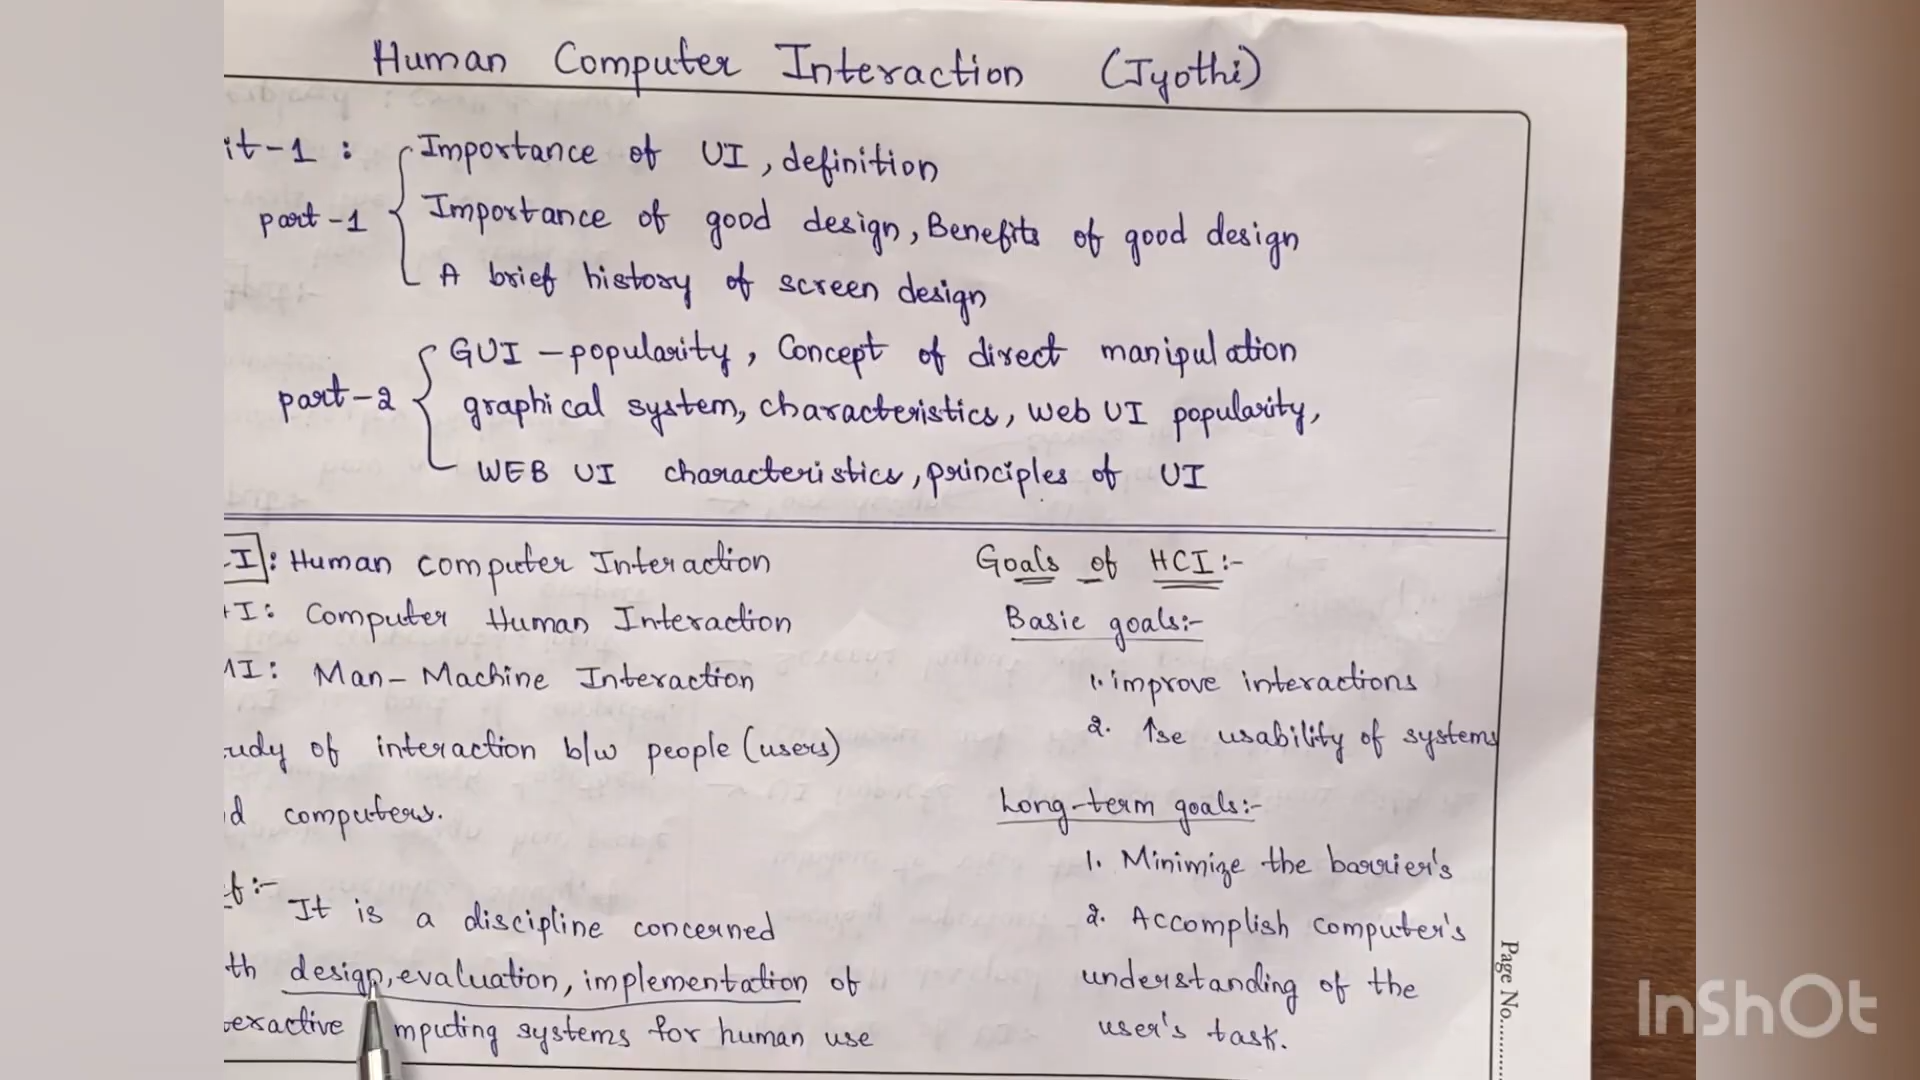 Human Computer Interaction (Jyothi)
it-1 : Importance of UI, definition
part-1 Importance of good design, Benefits of good design
A brief history of screen design
GUI - popularity, Concept of direct manipulation
part-2 graphical system, characteristics, web UI popularity,
WEB UI characteristics, principles of UI
I : Human computer Interaction
I : Computer Human Interaction
MI : Man-Machine Interaction
udy of interaction b/w people (users)
d computers.
ef :-
It is a discipline concerned
th design, evaluation, implementation of
eractive mputing systems for human use
Goals of HCI :-
Basic goals:-
1. improve interactions
2. ↑se usability of systems
Long-term goals:-
1. Minimize the barrier's
2. Accomplish computer's
understanding of the
user's task.
Page No..........
InShOt